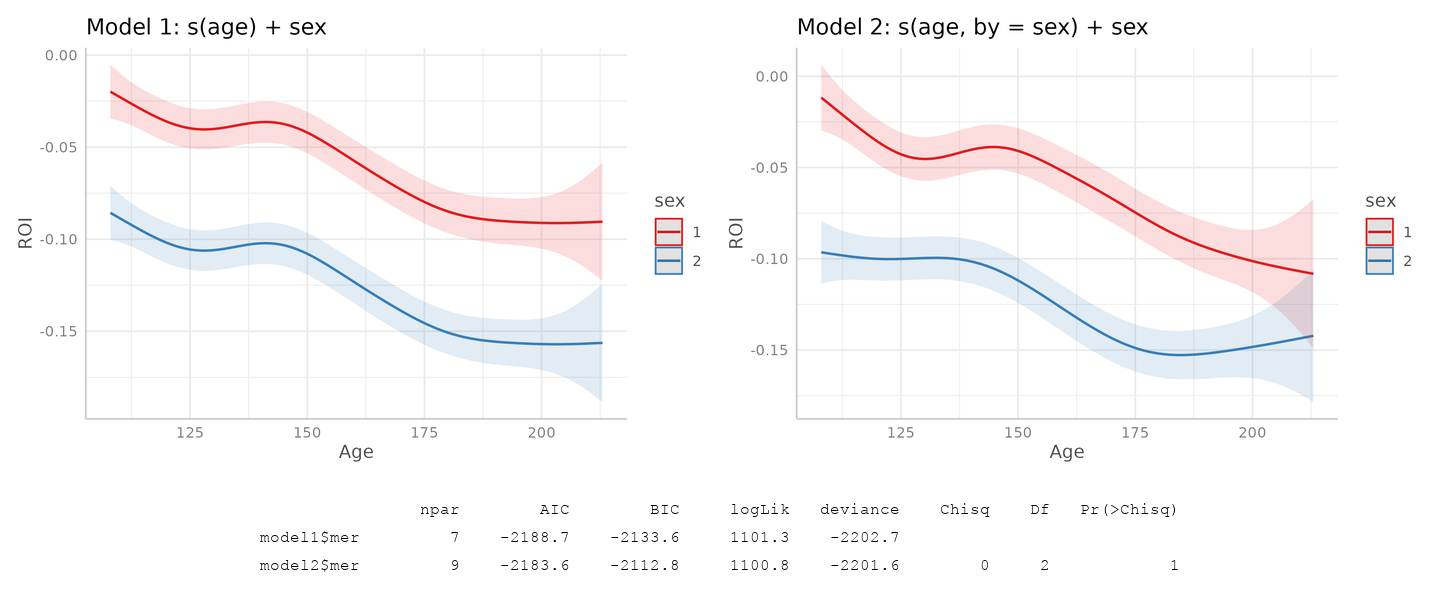 Model 1: s(age) + sex
0.00
-0.05
-0.10
-0.15
ROI
125 150 175 200
Age
sex
1
2
Model 2: s(age, by = sex) + sex
0.00
-0.05
-0.10
-0.15
ROI
125 150 175 200
Age
sex
1
2
npar AIC BIC logLik deviance Chisq Df Pr(>Chisq)
model1$mer 7 -2188.7 -2133.6 1101.3 -2202.7
model2$mer 9 -2183.6 -2112.8 1100.8 -2201.6 0 2 1